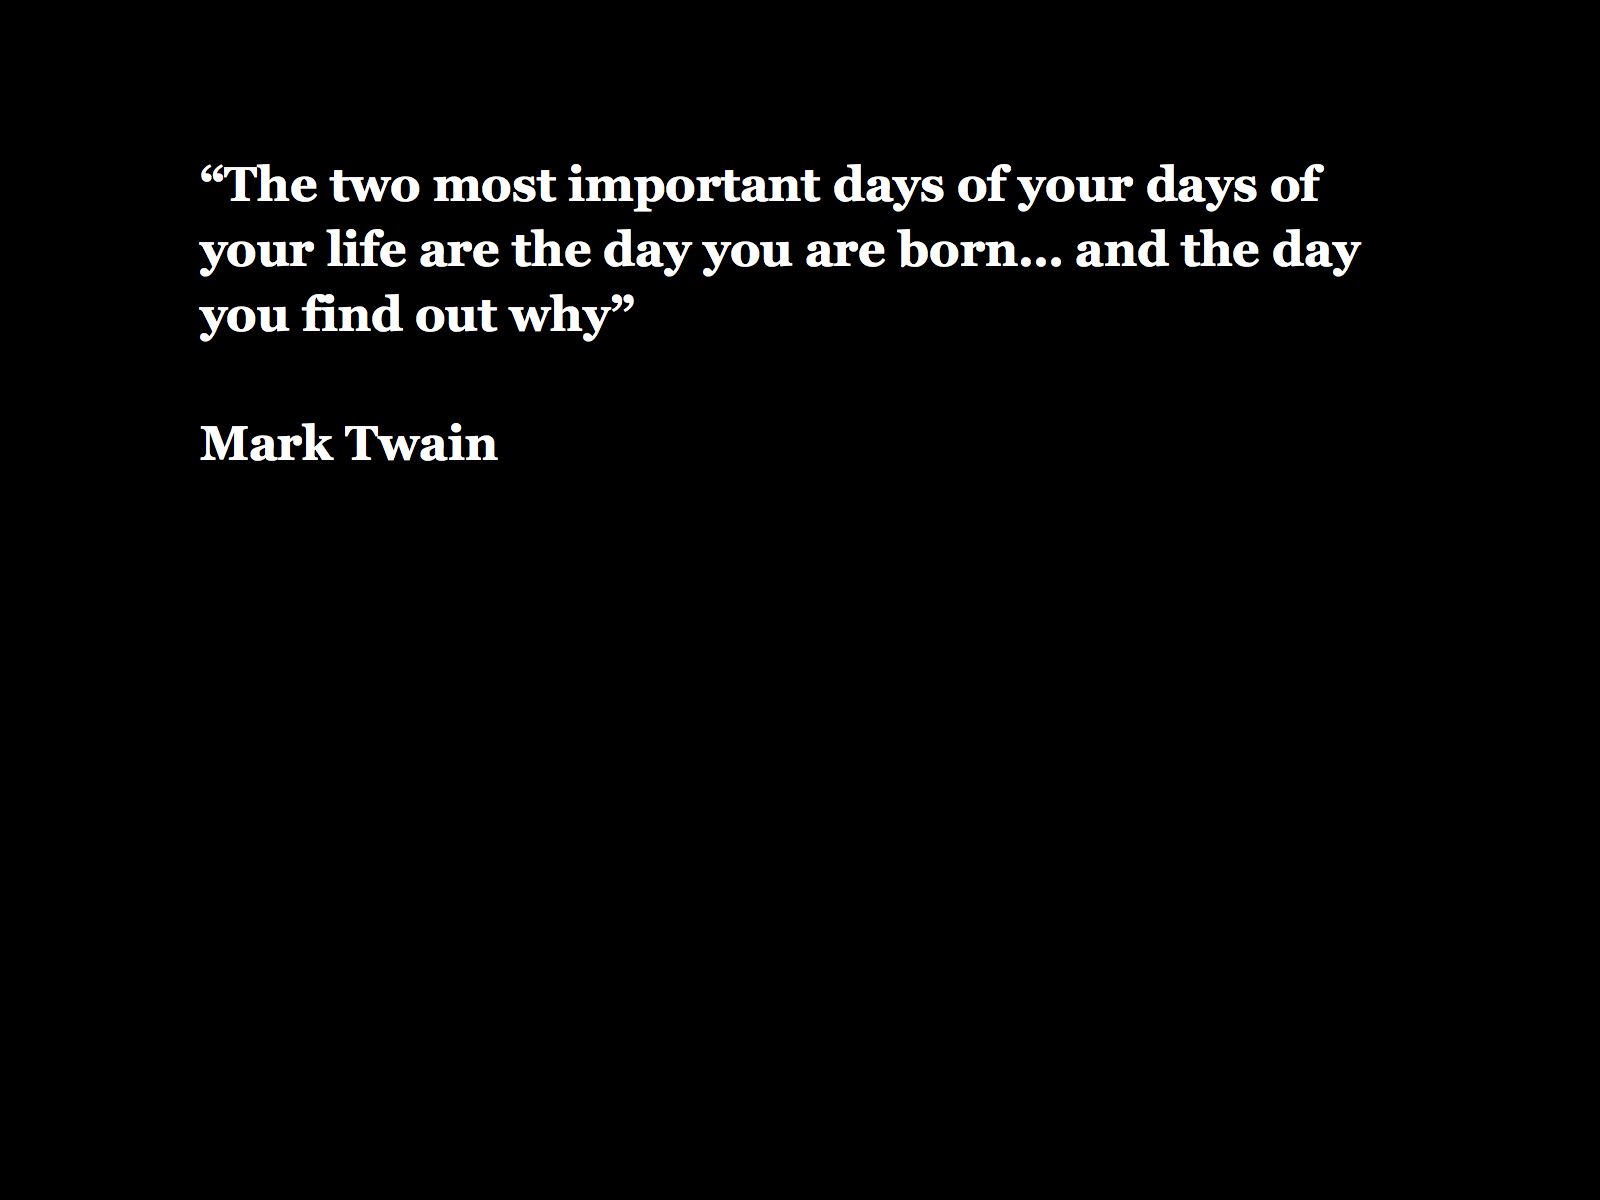 “The two most important days of your days of
your life are the day you are born… and the day
you find out why”
Mark Twain